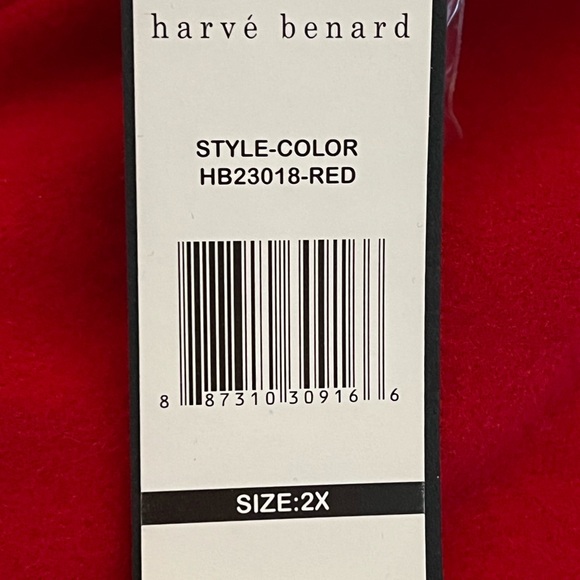 harvé benard
STYLE-COLOR
HB23018-RED
8 87310 30916 6
SIZE:2X